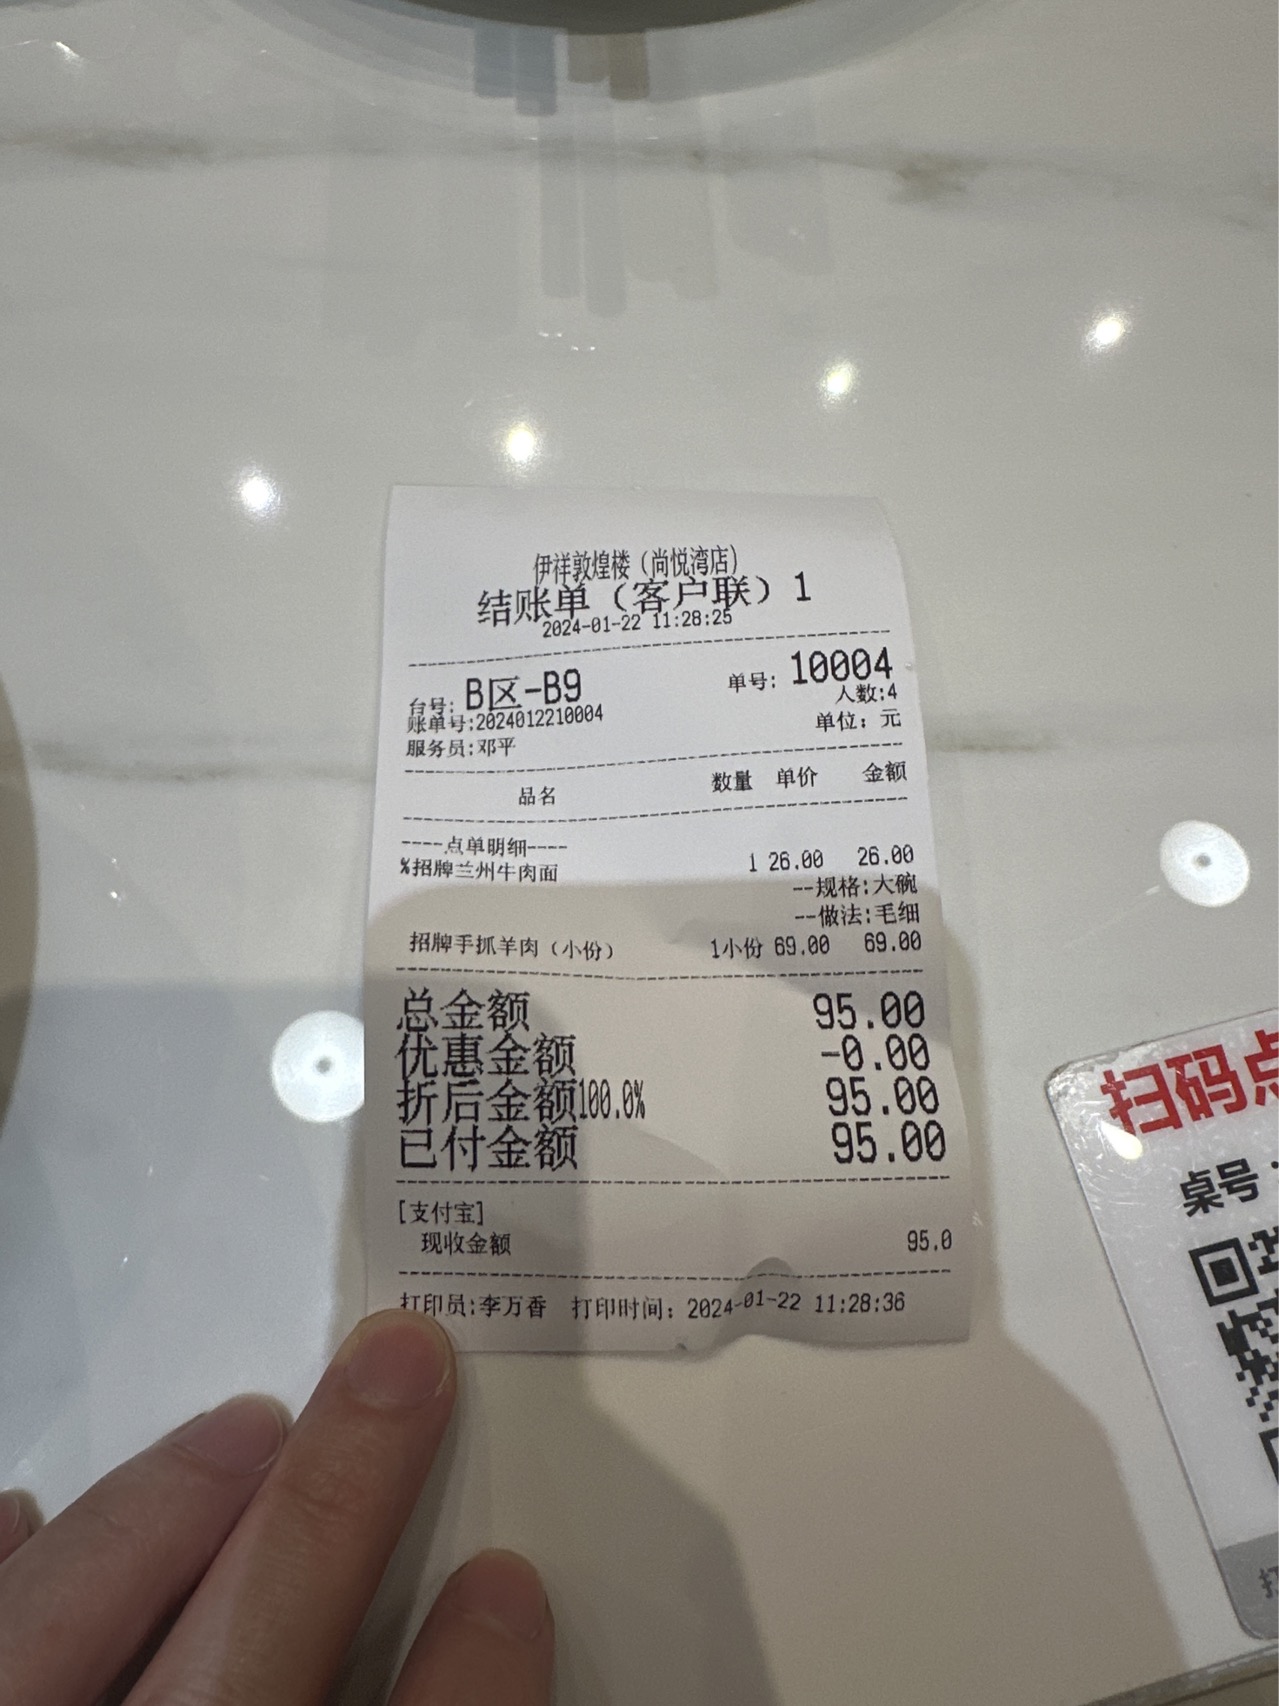 伊祥敦煌楼（尚悦湾店）
结账单（客户联）1
2024-01-22 11:28:25
台号: B区-B9 单号: 10004
人数:4
账单号:2024012210004 单位: 元
服务员:邓平
品名 数量 单价 金额
----点单明细----
%招牌兰州牛肉面 1 26.00 26.00
--规格:大碗
--做法:毛细
招牌手抓羊肉（小份） 1小份 69.00 69.00
总金额 95.00
优惠金额 -0.00
折后金额100.0% 95.00
已付金额 95.00
[支付宝]
现收金额 95.0
打印员:李万香 打印时间: 2024-01-22 11:28:36
扫码点
桌号